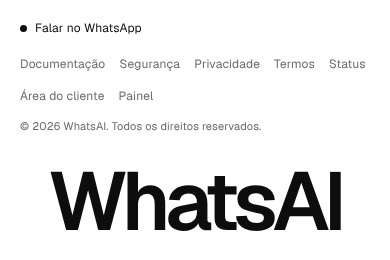 Falar no WhatsApp
Documentação Segurança Privacidade Termos Status
Área do cliente Painel
© 2026 WhatsAI. Todos os direitos reservados.
WhatsAI